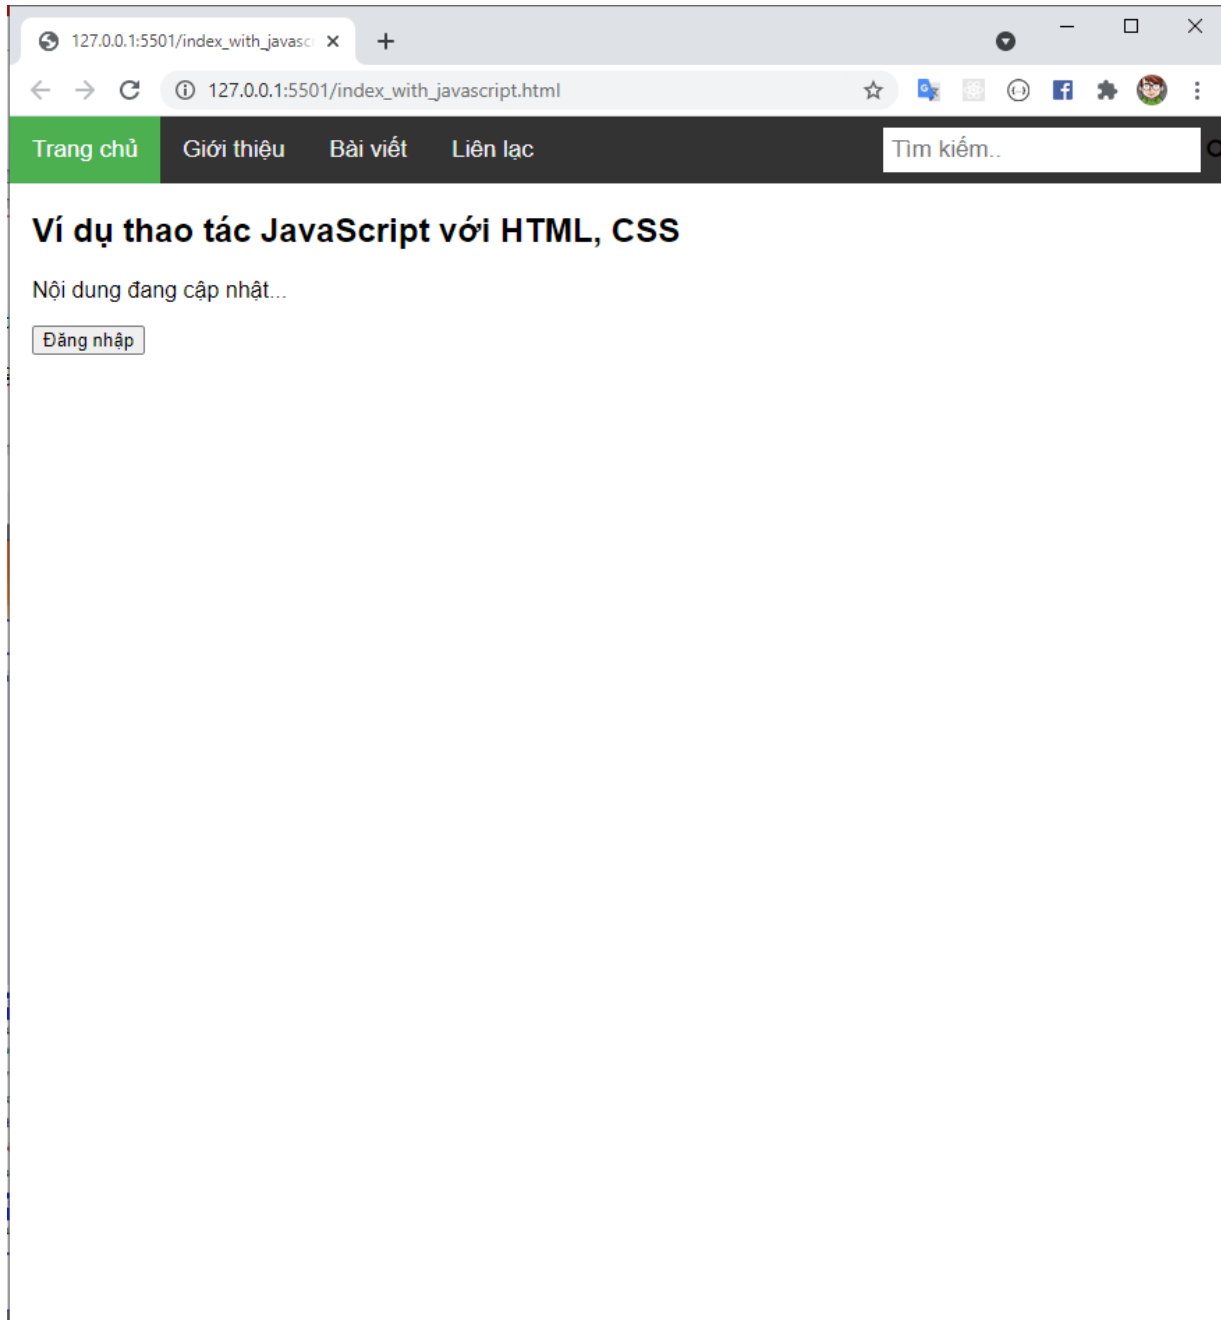 127.0.0.1:5501/index_with_javasc
127.0.0.1:5501/index_with_javascript.html
Trang chủ Giới thiệu Bài viết Liên lạc Tìm kiếm..
Ví dụ thao tác JavaScript với HTML, CSS
Nội dung đang cập nhật...
Đăng nhập